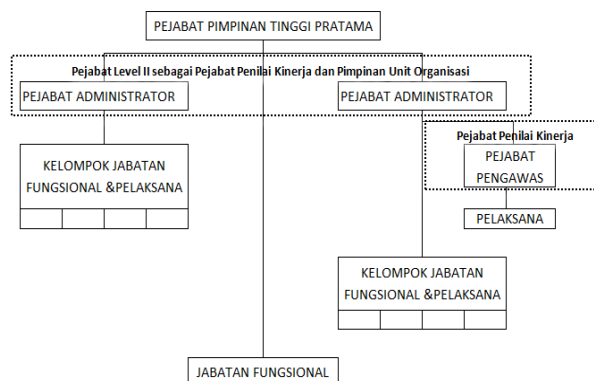 PEJABAT PIMPINAN TINGGI PRATAMA
Pejabat Level II sebagai Pejabat Penilai Kinerja dan Pimpinan Unit Organisasi
PEJABAT ADMINISTRATOR
PEJABAT ADMINISTRATOR
Pejabat Penilai Kinerja
PEJABAT
PENGAWAS
KELOMPOK JABATAN
FUNGSIONAL &PELAKSANA
PELAKSANA
KELOMPOK JABATAN
FUNGSIONAL &PELAKSANA
JABATAN FUNGSIONAL